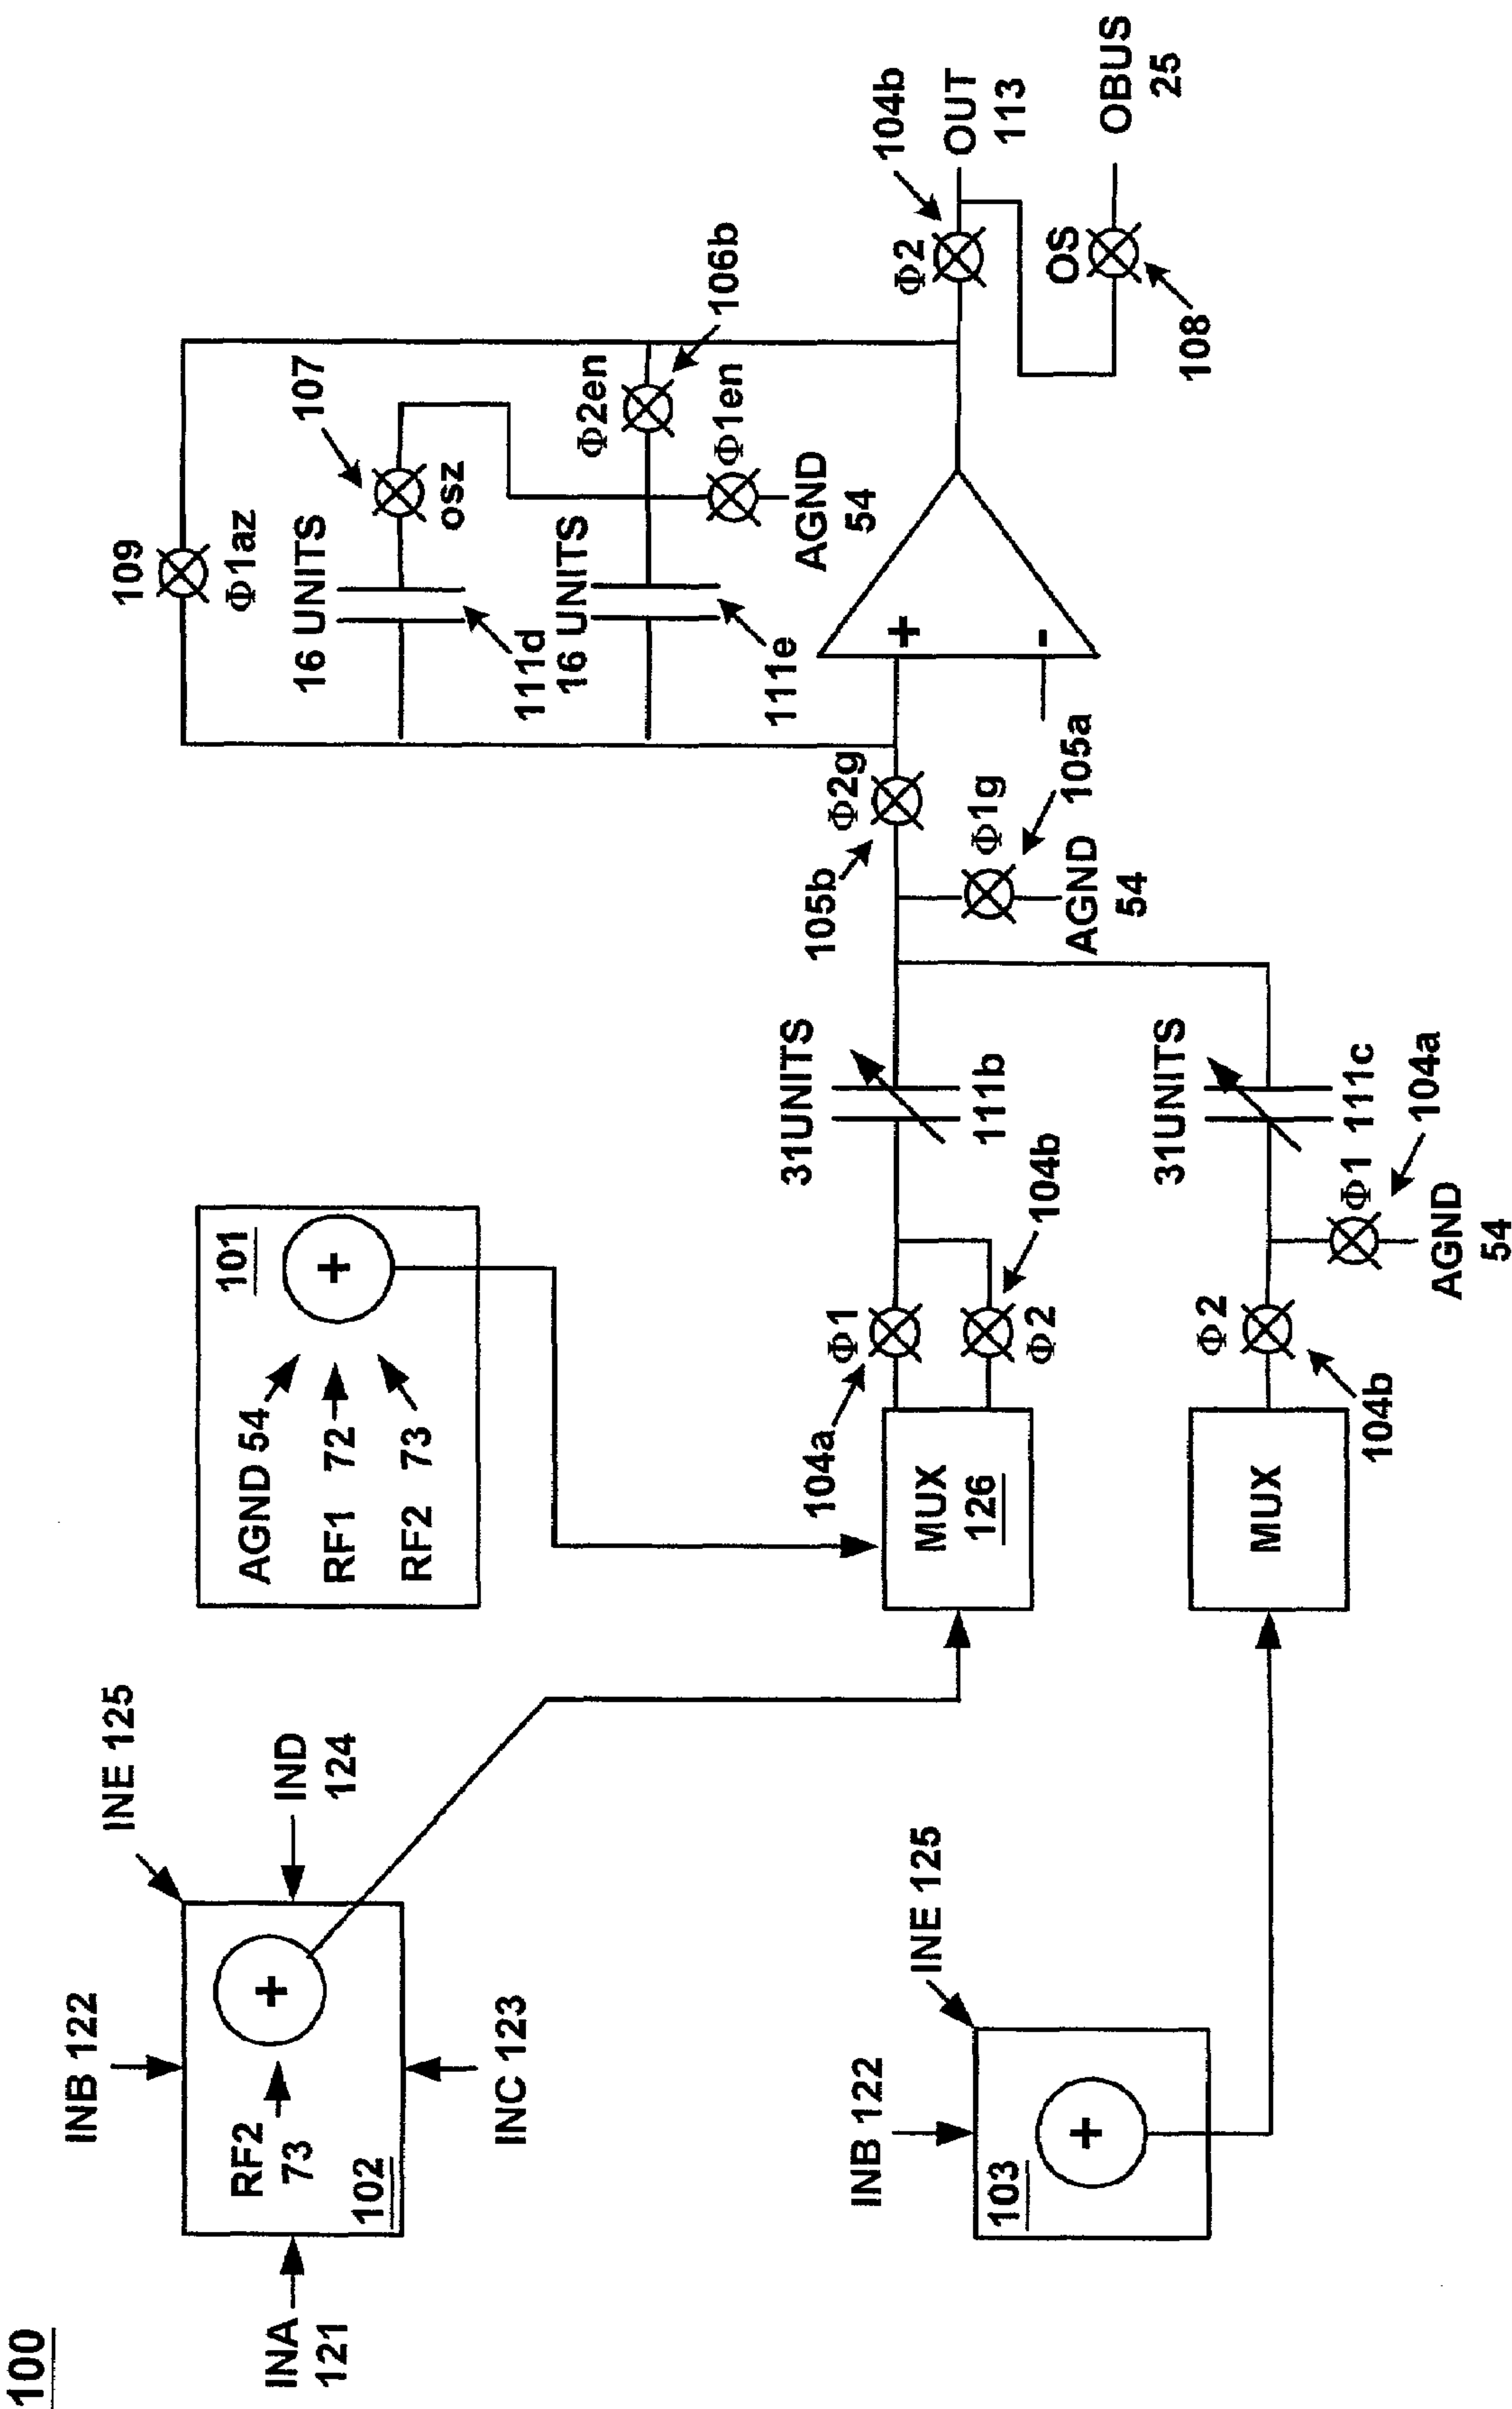 100
INA
121
INB 122
INE 125
IND
124
INC 123
RF2
73
102
101
AGND 54
RF1 72
RF2 73
INB 122
INE 125
103
MUX
126
MUX
104a
Φ1
Φ2
104b
Φ2
104b
Φ1
104a
AGND
54
31UNITS
111b
31UNITS
111c
105b
Φ2g
Φ1g
105a
AGND
54
109
Φ1az
16 UNITS
111d
107
osz
16 UNITS
111e
Φ2en
106b
Φ1en
AGND
54
+
-
Φ2
104b
OUT
113
OS
108
OBUS
25
+
+
+